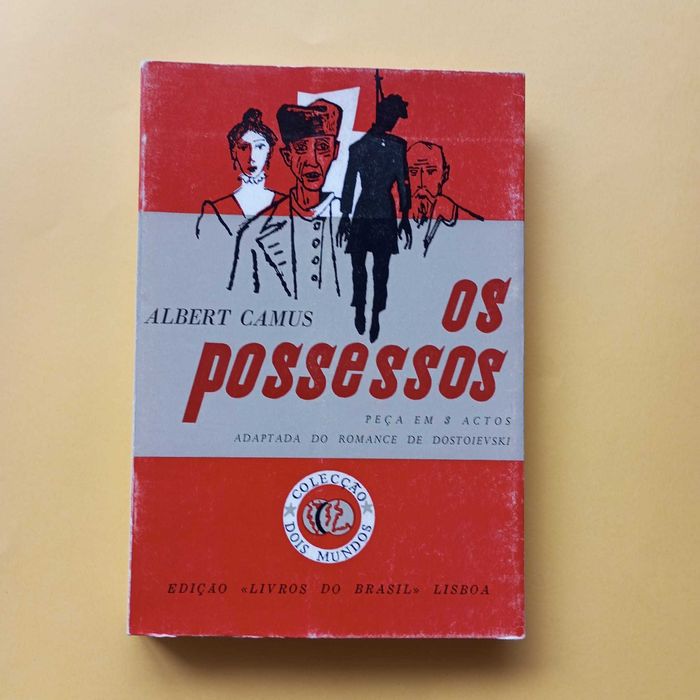 ALBERT CAMUS
OS
POSSESSOS
PEÇA EM 3 ACTOS
ADAPTADA DO ROMANCE DE DOSTOIEVSKI
COLECÇÃO
DOIS MUNDOS
EDIÇÃO «LIVROS DO BRASIL» LISBOA